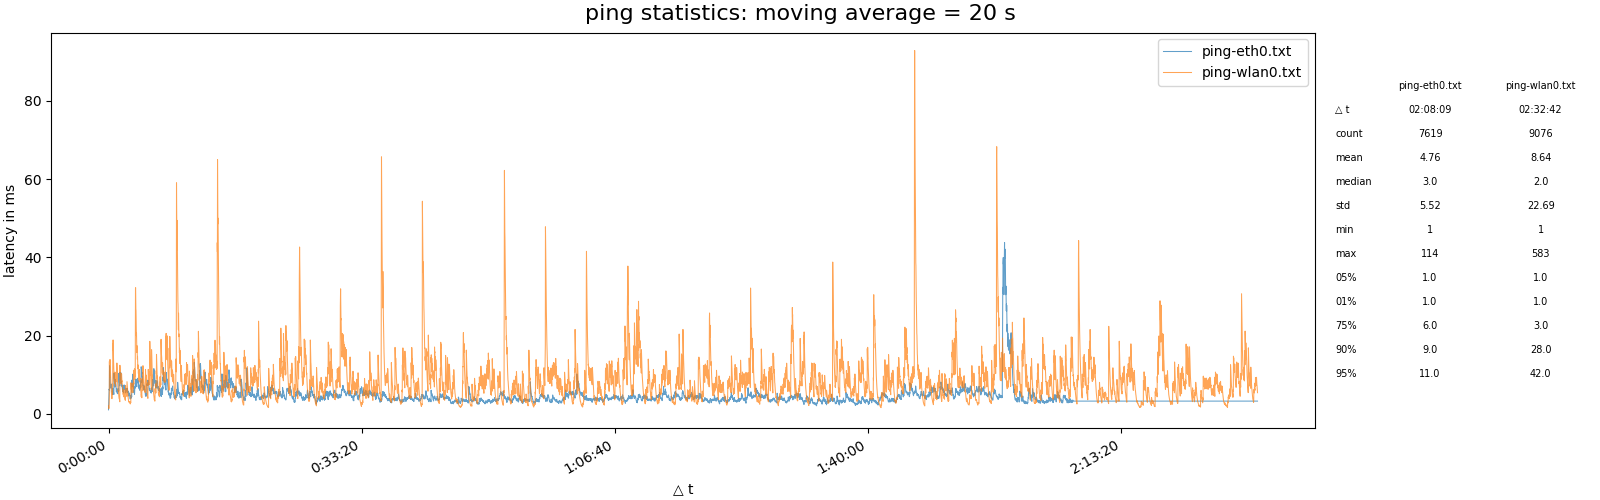 ping statistics: moving average = 20 s
latency in ms
80
60
40
20
0
0:00:00
0:33:20
1:06:40
1:40:00
2:13:20
△ t
ping-eth0.txt
ping-wlan0.txt
ping-eth0.txt ping-wlan0.txt
△ t 02:08:09 02:32:42
count 7619 9076
mean 4.76 8.64
median 3.0 2.0
std 5.52 22.69
min 1 1
max 114 583
05% 1.0 1.0
01% 1.0 1.0
75% 6.0 3.0
90% 9.0 28.0
95% 11.0 42.0